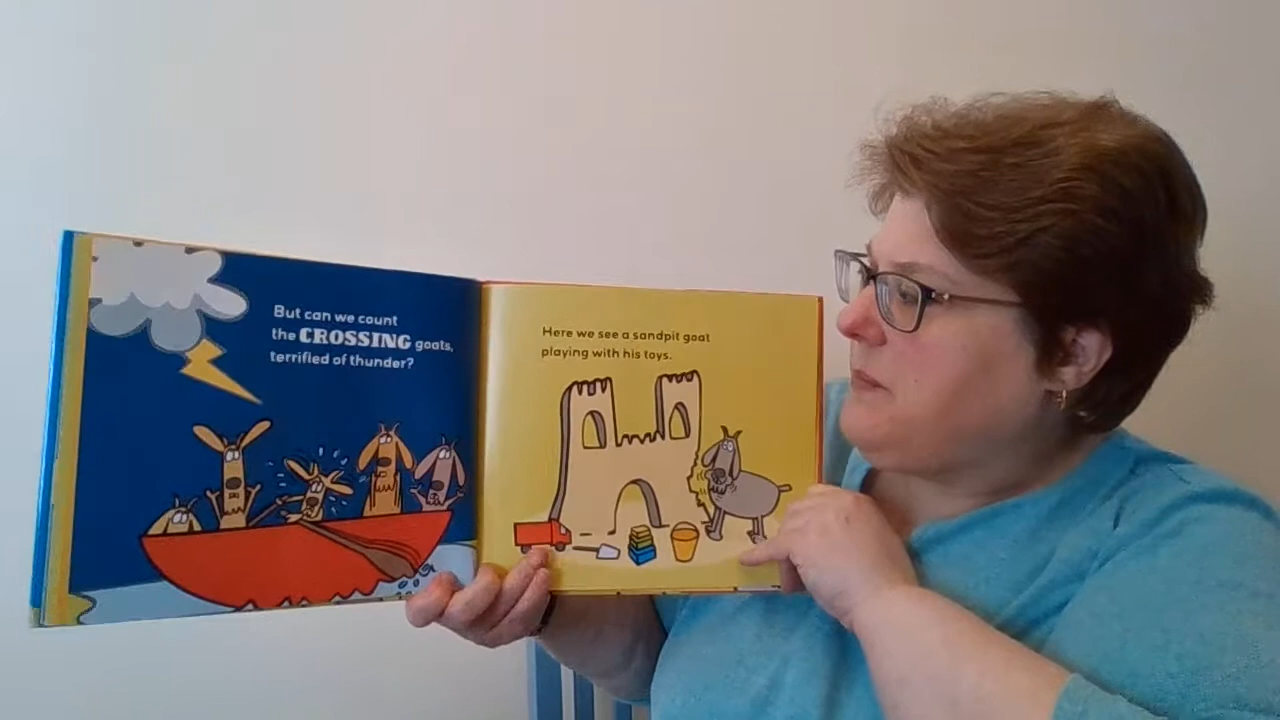 But can we count
the CROSSING goats,
terrified of thunder?
Here we see a sandpit goat
playing with his toys.